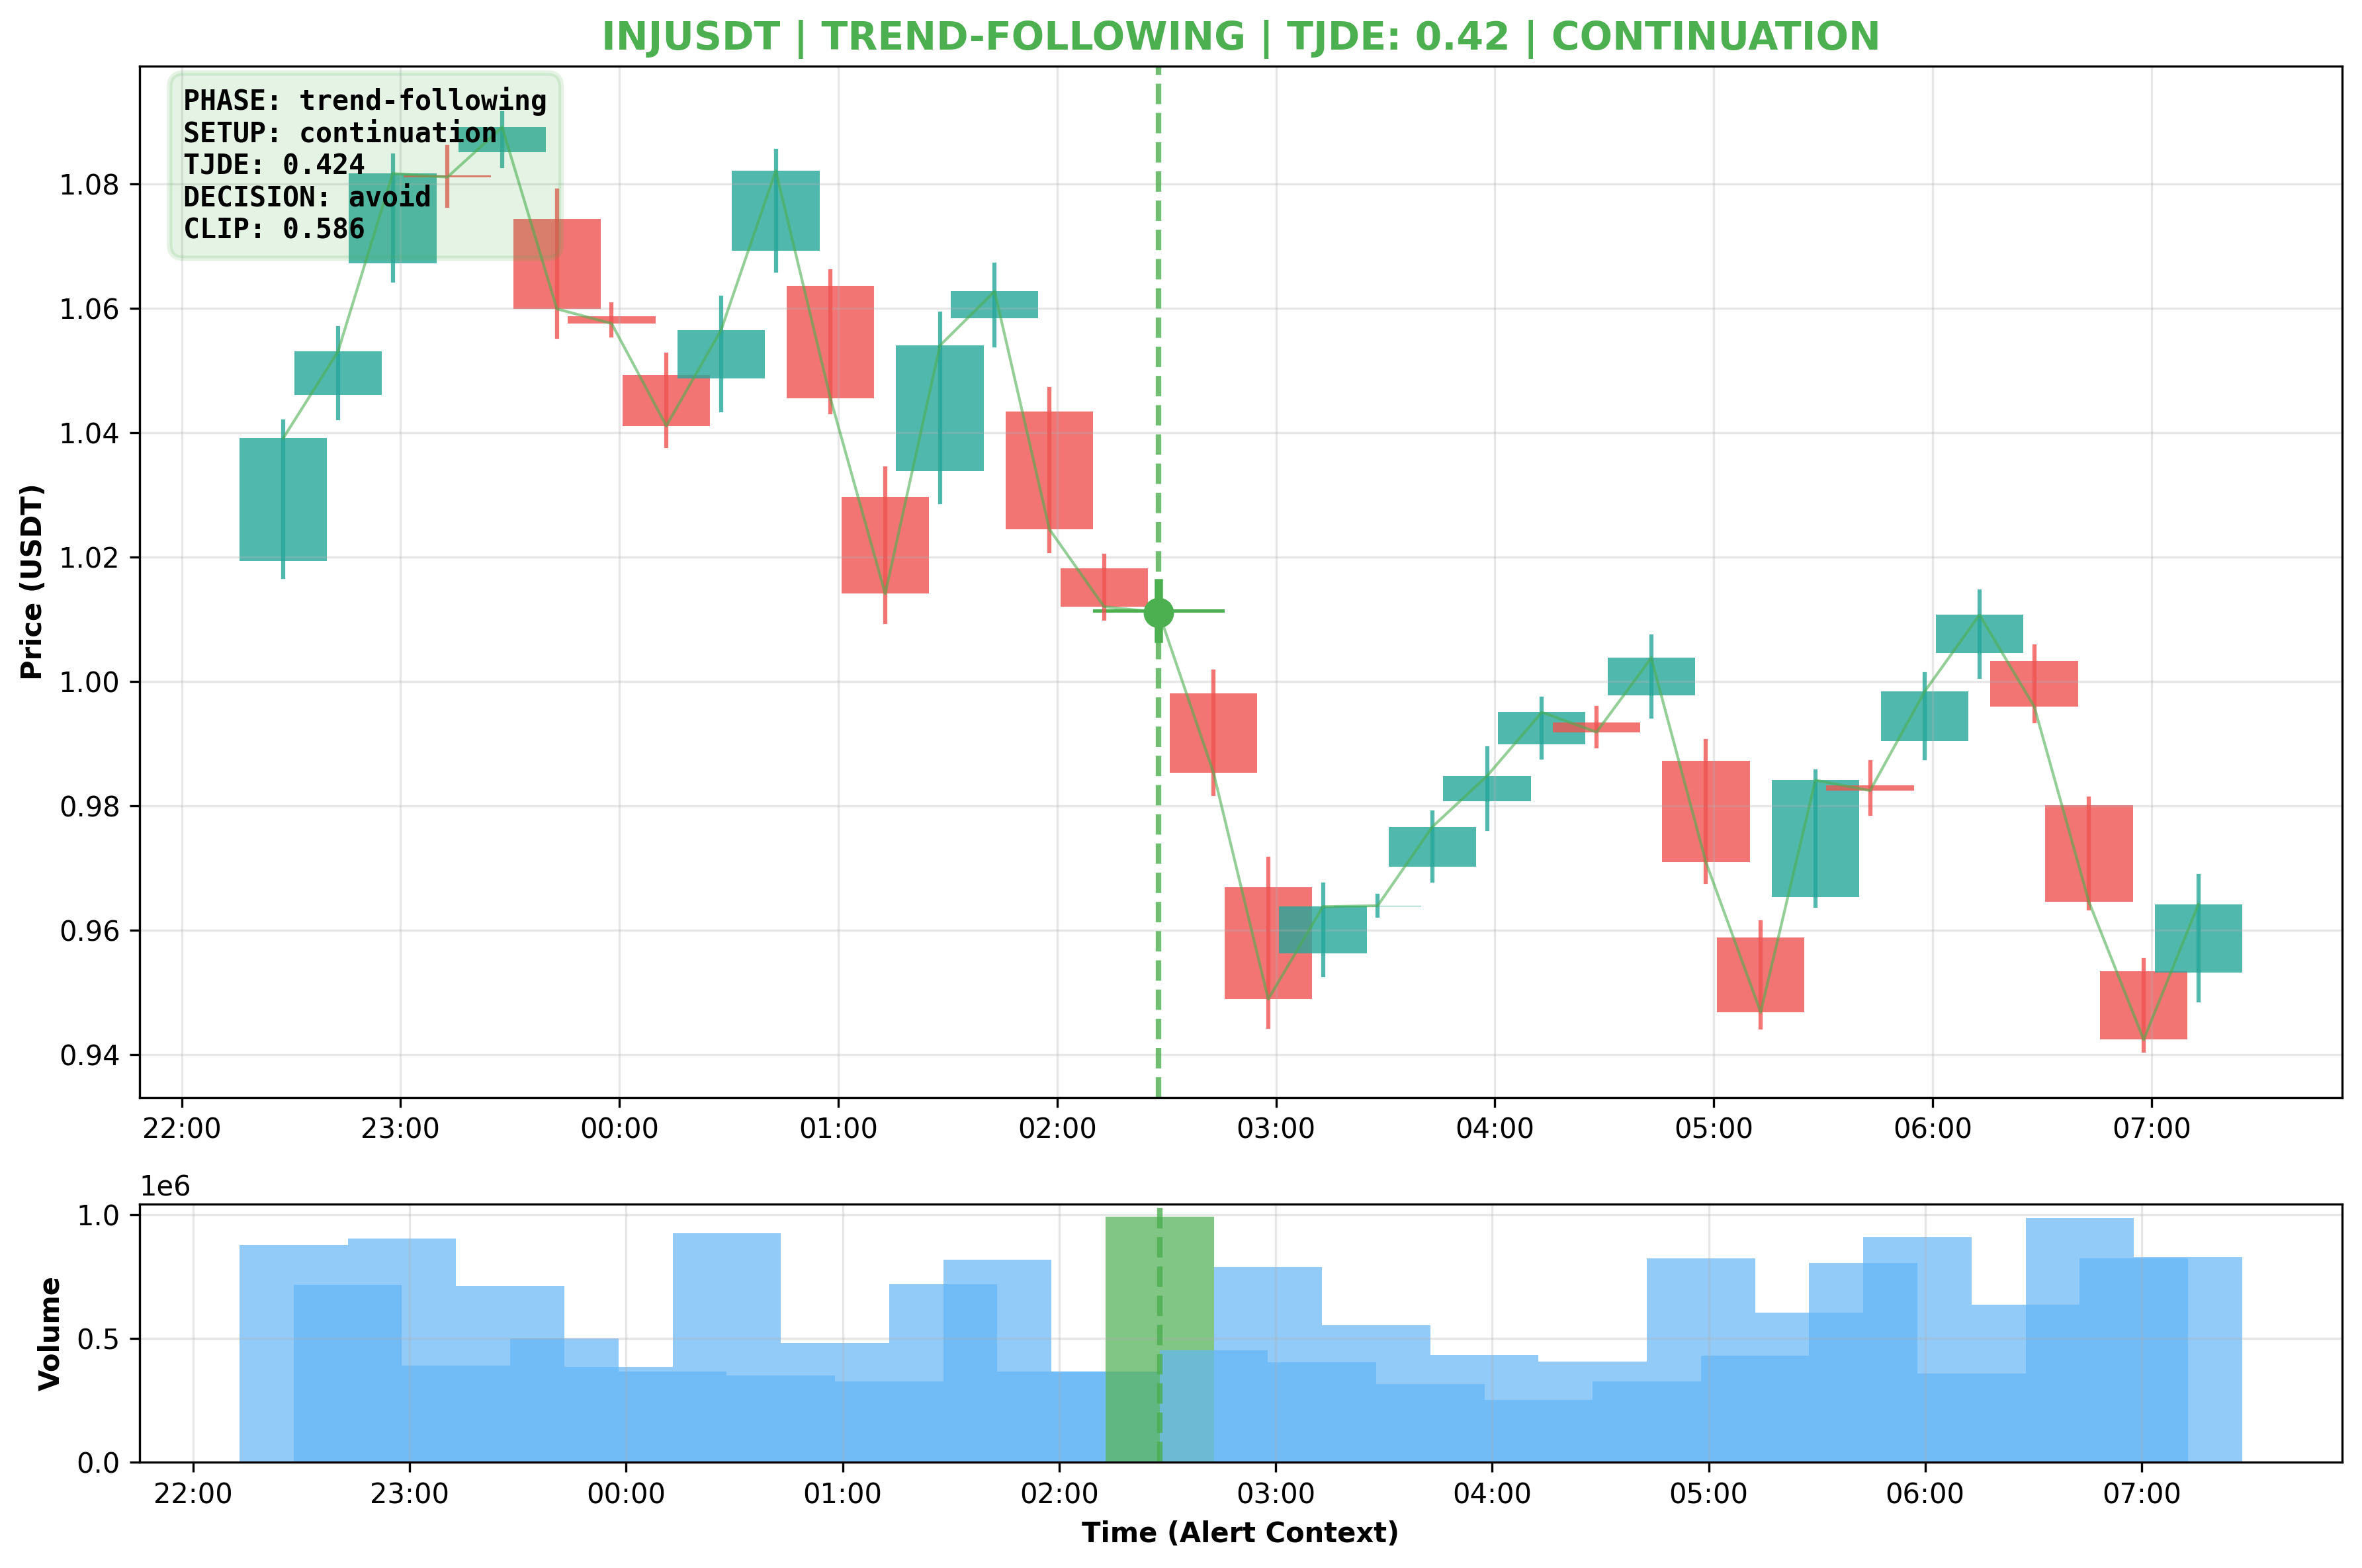 INJUSDT | TREND-FOLLOWING | TJDE: 0.42 | CONTINUATION
PHASE: trend-following
SETUP: continuation
TJDE: 0.424
DECISION: avoid
CLIP: 0.586
Price (USDT)
1.08
1.06
1.04
1.02
1.00
0.98
0.96
0.94
22:00 23:00 00:00 01:00 02:00 03:00 04:00 05:00 06:00 07:00
1e6
Volume
1.0
0.5
0.0
22:00 23:00 00:00 01:00 02:00 03:00 04:00 05:00 06:00 07:00
Time (Alert Context)